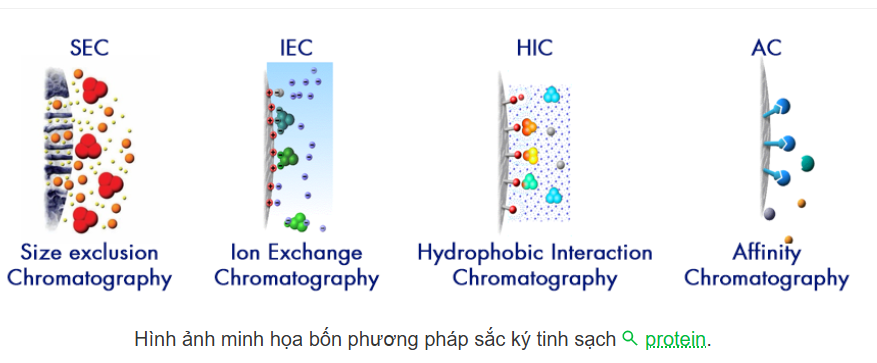 SEC
IEC
HIC
AC
Size exclusion
Chromatography
Ion Exchange
Chromatography
Hydrophobic Interaction
Chromatography
Affinity
Chromatography
Hình ảnh minh họa bốn phương pháp sắc ký tinh sạch protein.